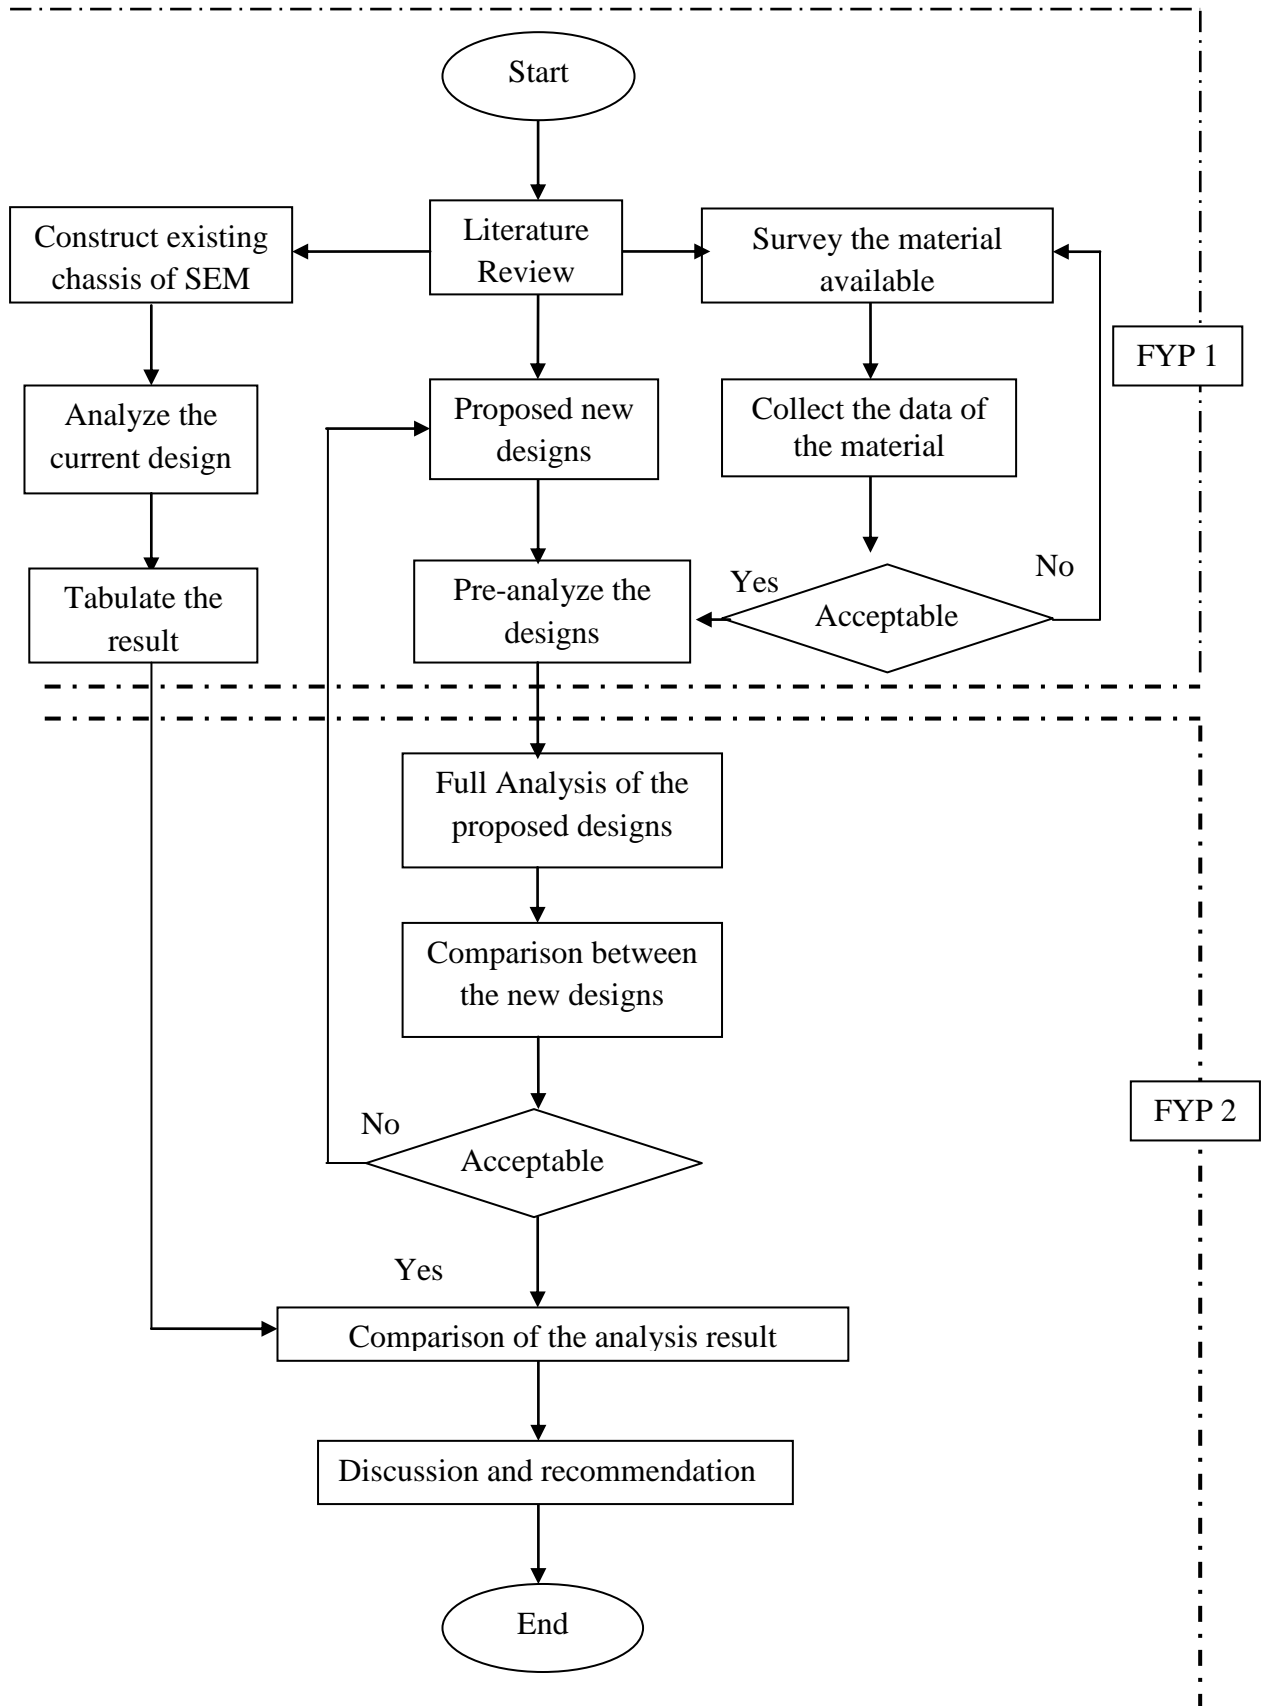 Start
Construct existing
chassis of SEM
Literature
Review
Survey the material
available
FYP 1
Analyze the
current design
Proposed new
designs
Collect the data of
the material
Tabulate the
result
Pre-analyze the
designs
Yes
Acceptable
No
Full Analysis of the
proposed designs
Comparison between
the new designs
FYP 2
No
Acceptable
Yes
Comparison of the analysis result
Discussion and recommendation
End